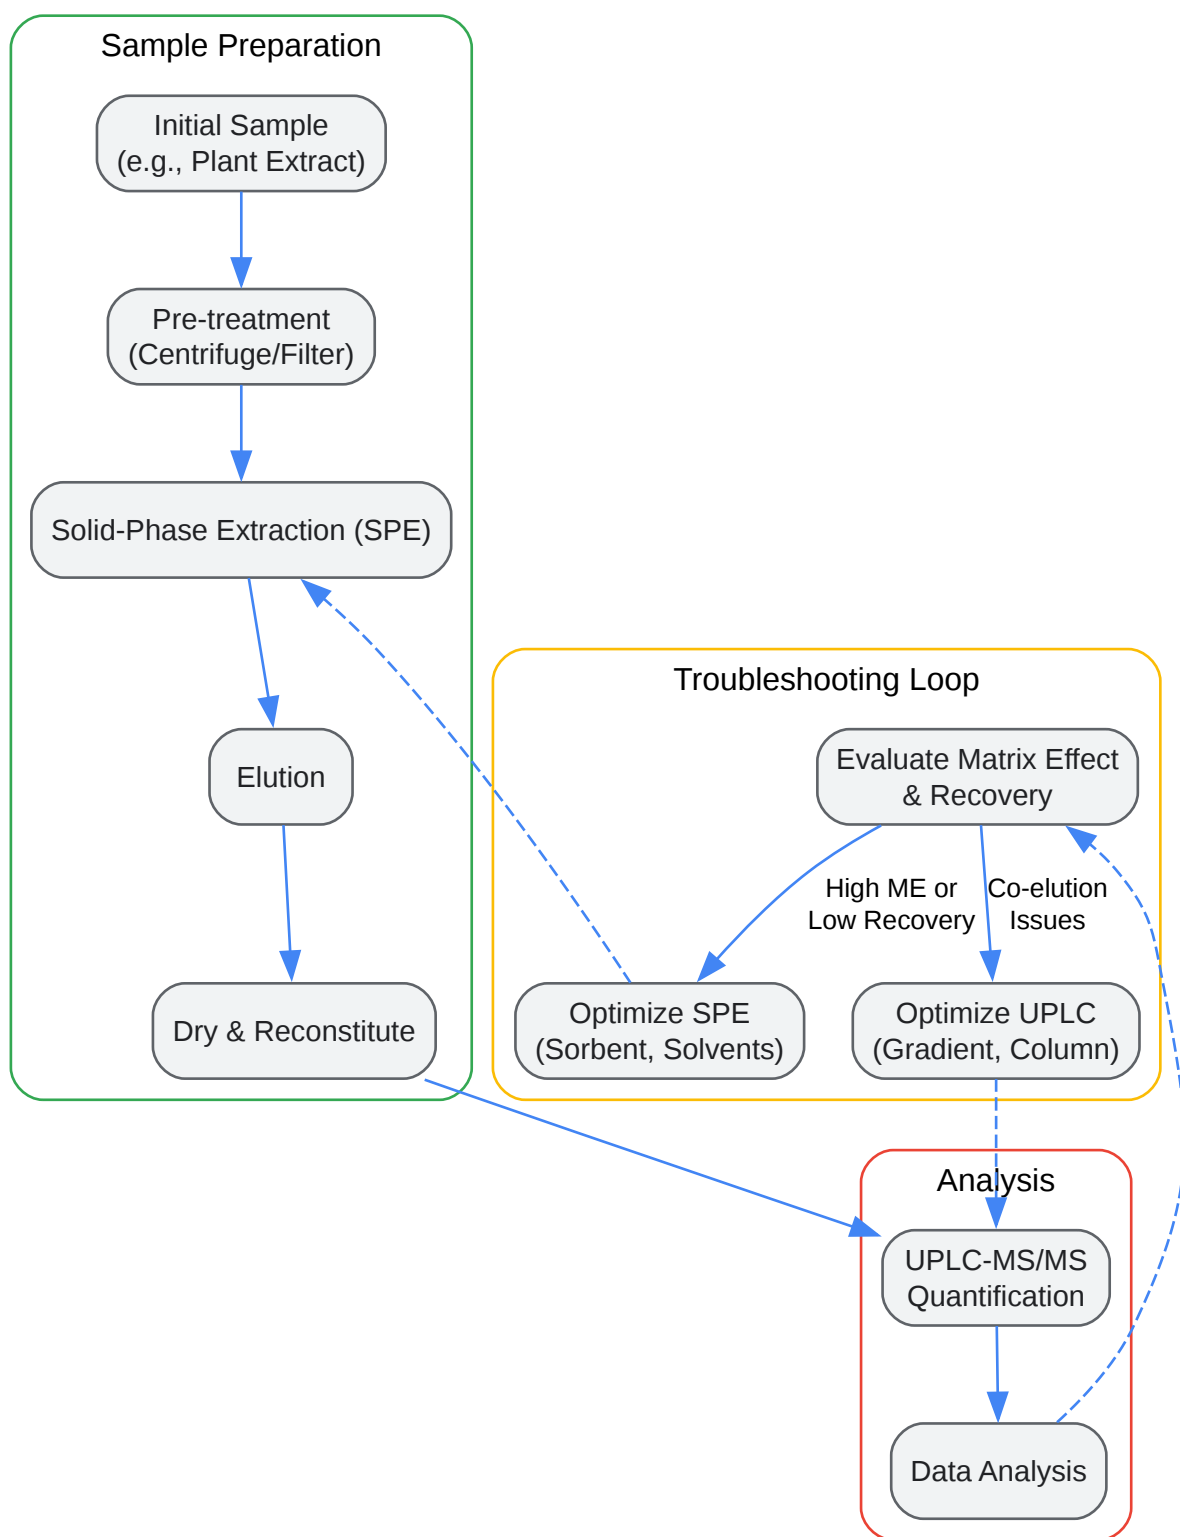 Sample Preparation
Initial Sample
(e.g., Plant Extract)
Pre-treatment
(Centrifuge/Filter)
Solid-Phase Extraction (SPE)
Elution
Dry & Reconstitute
Troubleshooting Loop
Evaluate Matrix Effect
& Recovery
High ME or
Low Recovery
Co-elution
Issues
Optimize SPE
(Sorbent, Solvents)
Optimize UPLC
(Gradient, Column)
Analysis
UPLC-MS/MS
Quantification
Data Analysis